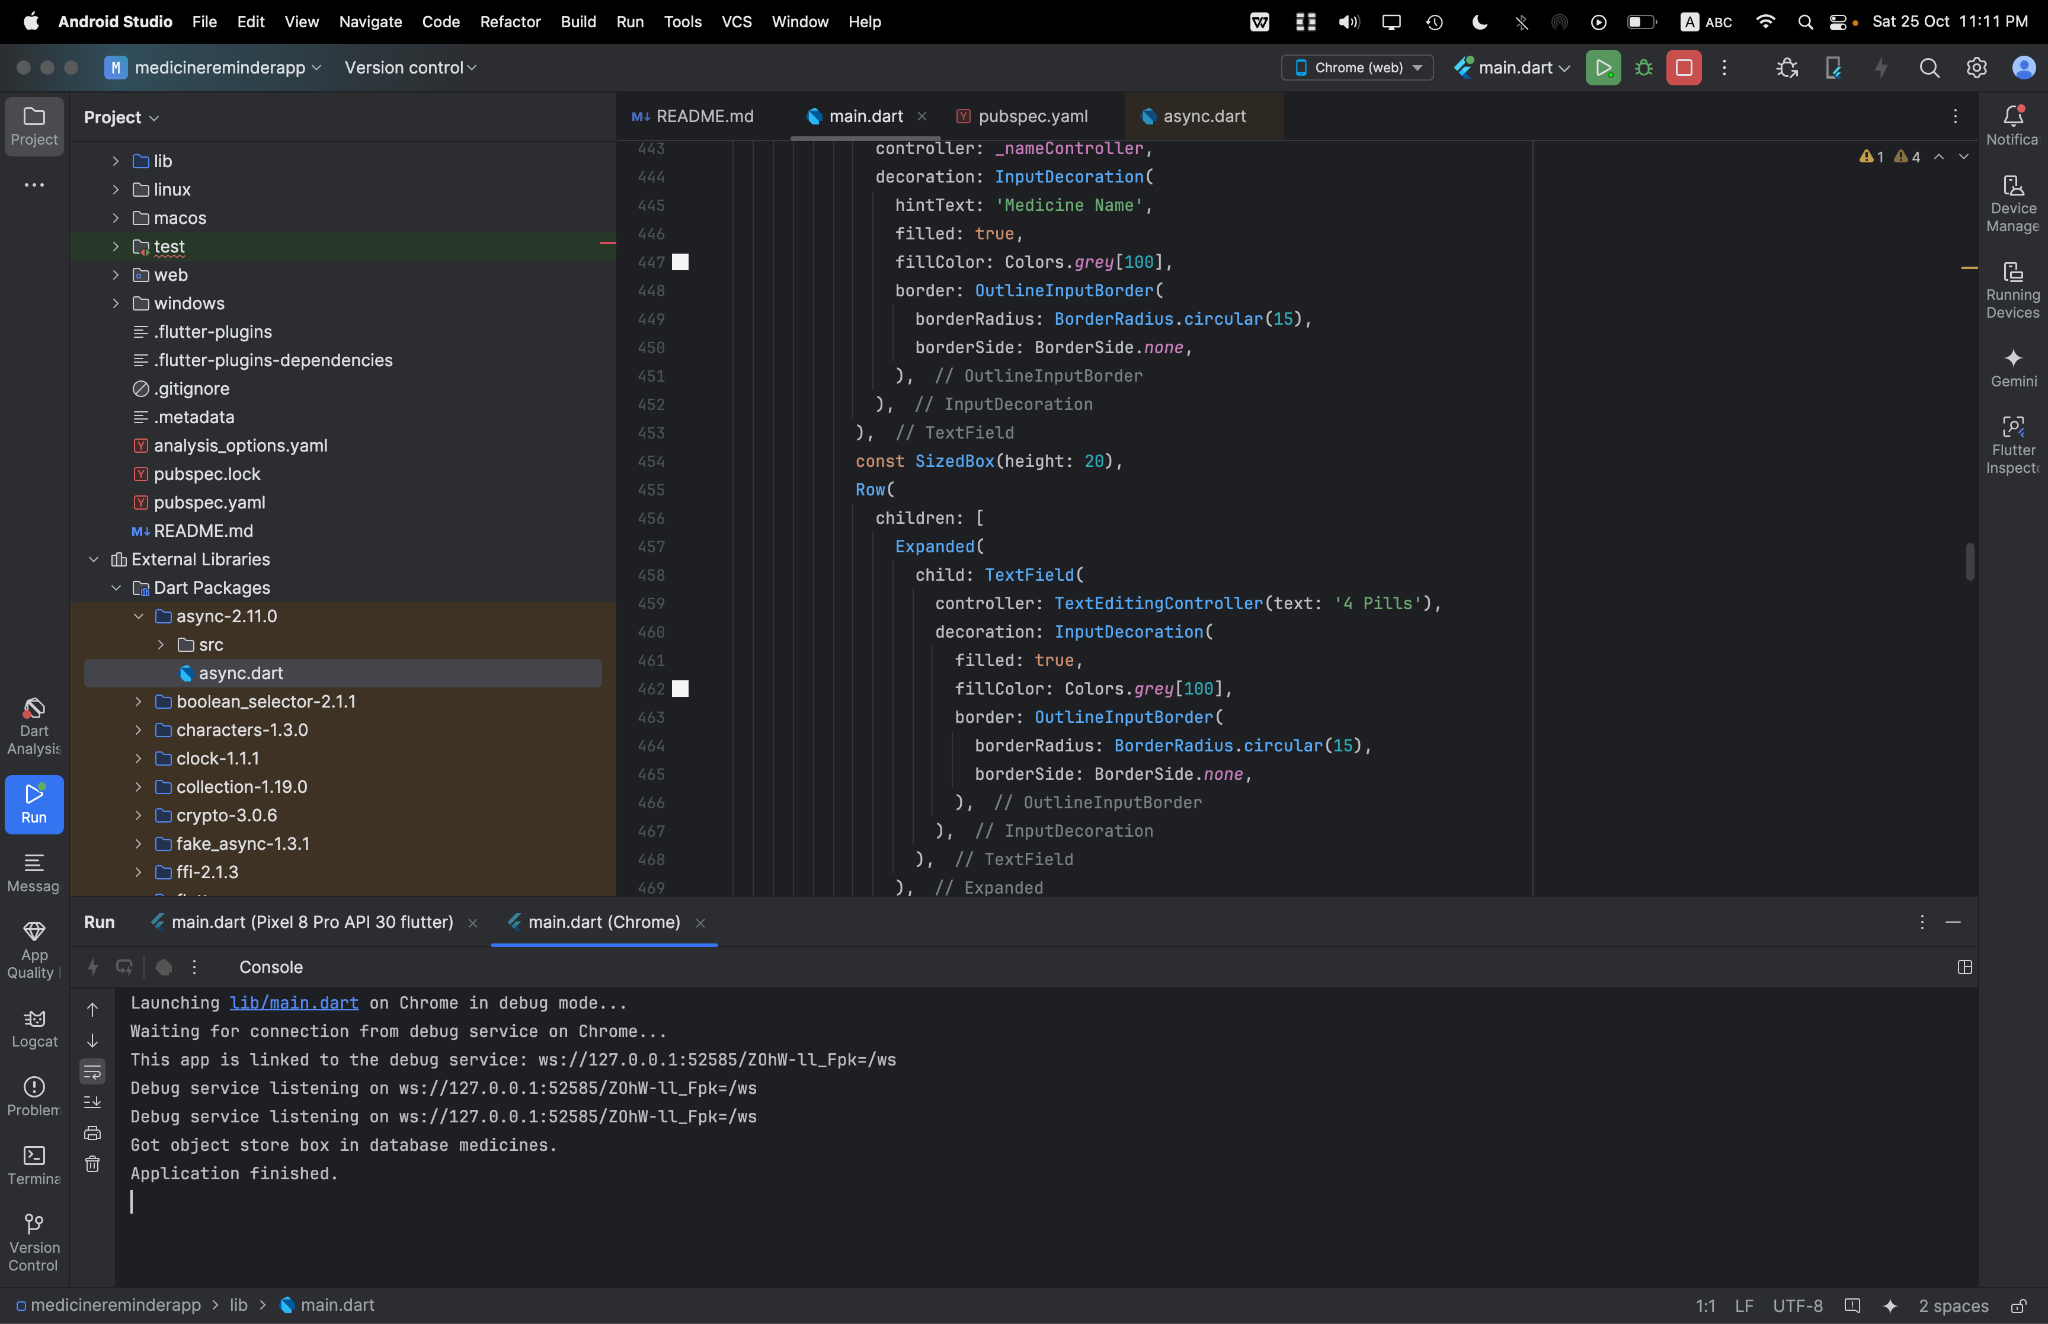 Android Studio File Edit View Navigate Code Refactor Build Run Tools VCS Window Help A ABC Sat 25 Oct 11:11 PM
M medicinereminderapp Version control Chrome (web) main.dart
Project
Project
lib
linux
macos
test
web
windows
.flutter-plugins
.flutter-plugins-dependencies
.gitignore
.metadata
analysis_options.yaml
pubspec.lock
pubspec.yaml
README.md
External Libraries
Dart Packages
async-2.11.0
src
async.dart
boolean_selector-2.1.1
characters-1.3.0
clock-1.1.1
collection-1.19.0
crypto-3.0.6
fake_async-1.3.1
ffi-2.1.3
README.md main.dart pubspec.yaml async.dart
1 4
443 controller: _nameController,
444 decoration: InputDecoration(
445 hintText: 'Medicine Name',
446 filled: true,
447 fillColor: Colors.grey[100],
448 border: OutlineInputBorder(
449 borderRadius: BorderRadius.circular(15),
450 borderSide: BorderSide.none,
451 ), // OutlineInputBorder
452 ), // InputDecoration
453 ), // TextField
454 const SizedBox(height: 20),
455 Row(
456 children: [
457 Expanded(
458 child: TextField(
459 controller: TextEditingController(text: '4 Pills'),
460 decoration: InputDecoration(
461 filled: true,
462 fillColor: Colors.grey[100],
463 border: OutlineInputBorder(
464 borderRadius: BorderRadius.circular(15),
465 borderSide: BorderSide.none,
466 ), // OutlineInputBorder
467 ), // InputDecoration
468 ), // TextField
469 ), // Expanded
Notifica
Device
Manage
Running
Devices
Gemini
Flutter
Inspect
Dart
Analysis
Run
Messag
App
Quality I
Logcat
Problem
Termina
Version
Control
Run main.dart (Pixel 8 Pro API 30 flutter) main.dart (Chrome)
Console
Launching lib/main.dart on Chrome in debug mode...
Waiting for connection from debug service on Chrome...
This app is linked to the debug service: ws://127.0.0.1:52585/ZOhW-ll_Fpk=/ws
Debug service listening on ws://127.0.0.1:52585/ZOhW-ll_Fpk=/ws
Debug service listening on ws://127.0.0.1:52585/ZOhW-ll_Fpk=/ws
Got object store box in database medicines.
Application finished.
medicinereminderapp > lib > main.dart 1:1 LF UTF-8 2 spaces